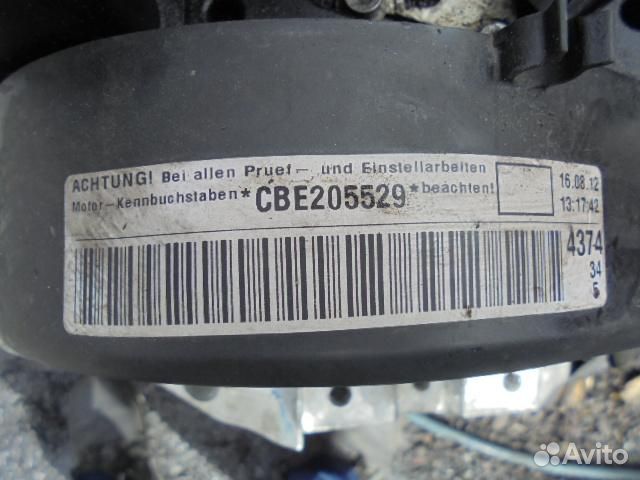 ACHTUNG! Bei allen Pruef- und Einstellarbeiten
Motor-Kennbuchstaben *CBE205529* beachten!
16.08.12
13:17:42
4374
34
5
Avito